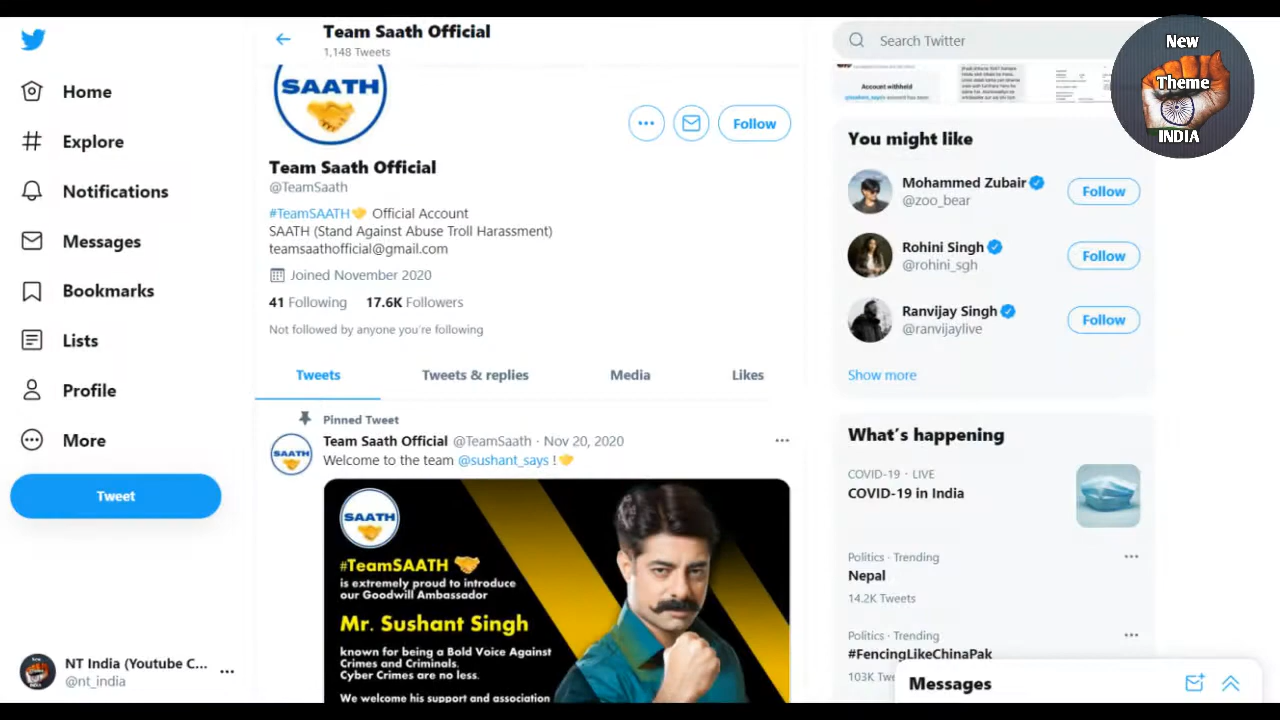 Team Saath Official
1,148 Tweets
Search Twitter
New
Theme
INDIA
Account withheld
Home
Explore
Notifications
Messages
Bookmarks
Lists
Profile
More
Tweet
NT India (Youtube C...
@nt_india
SAATH
Follow
Team Saath Official
@TeamSaath
#TeamSAATH🤝 Official Account
SAATH (Stand Against Abuse Troll Harassment)
teamsaathofficial@gmail.com
Joined November 2020
41 Following 17.6K Followers
Not followed by anyone you're following
Tweets Tweets & replies Media Likes
Pinned Tweet
SAATH
Team Saath Official @TeamSaath · Nov 20, 2020
Welcome to the team @sushant_says !🤝
SAATH
#TeamSAATH🤝
is extremely proud to introduce
our Goodwill Ambassador
Mr. Sushant Singh
known for being a Bold Voice Against
Crimes and Criminals.
Cyber Crimes are no less.
We welcome his support and association
You might like
Mohammed Zubair
@zoo_bear
Follow
Rohini Singh
@rohini_sgh
Follow
Ranvijay Singh
@ranvijaylive
Follow
Show more
What's happening
COVID-19 · LIVE
COVID-19 in India
Politics · Trending
Nepal
14.2K Tweets
Politics · Trending
#FencingLikeChinaPak
103K
Messages